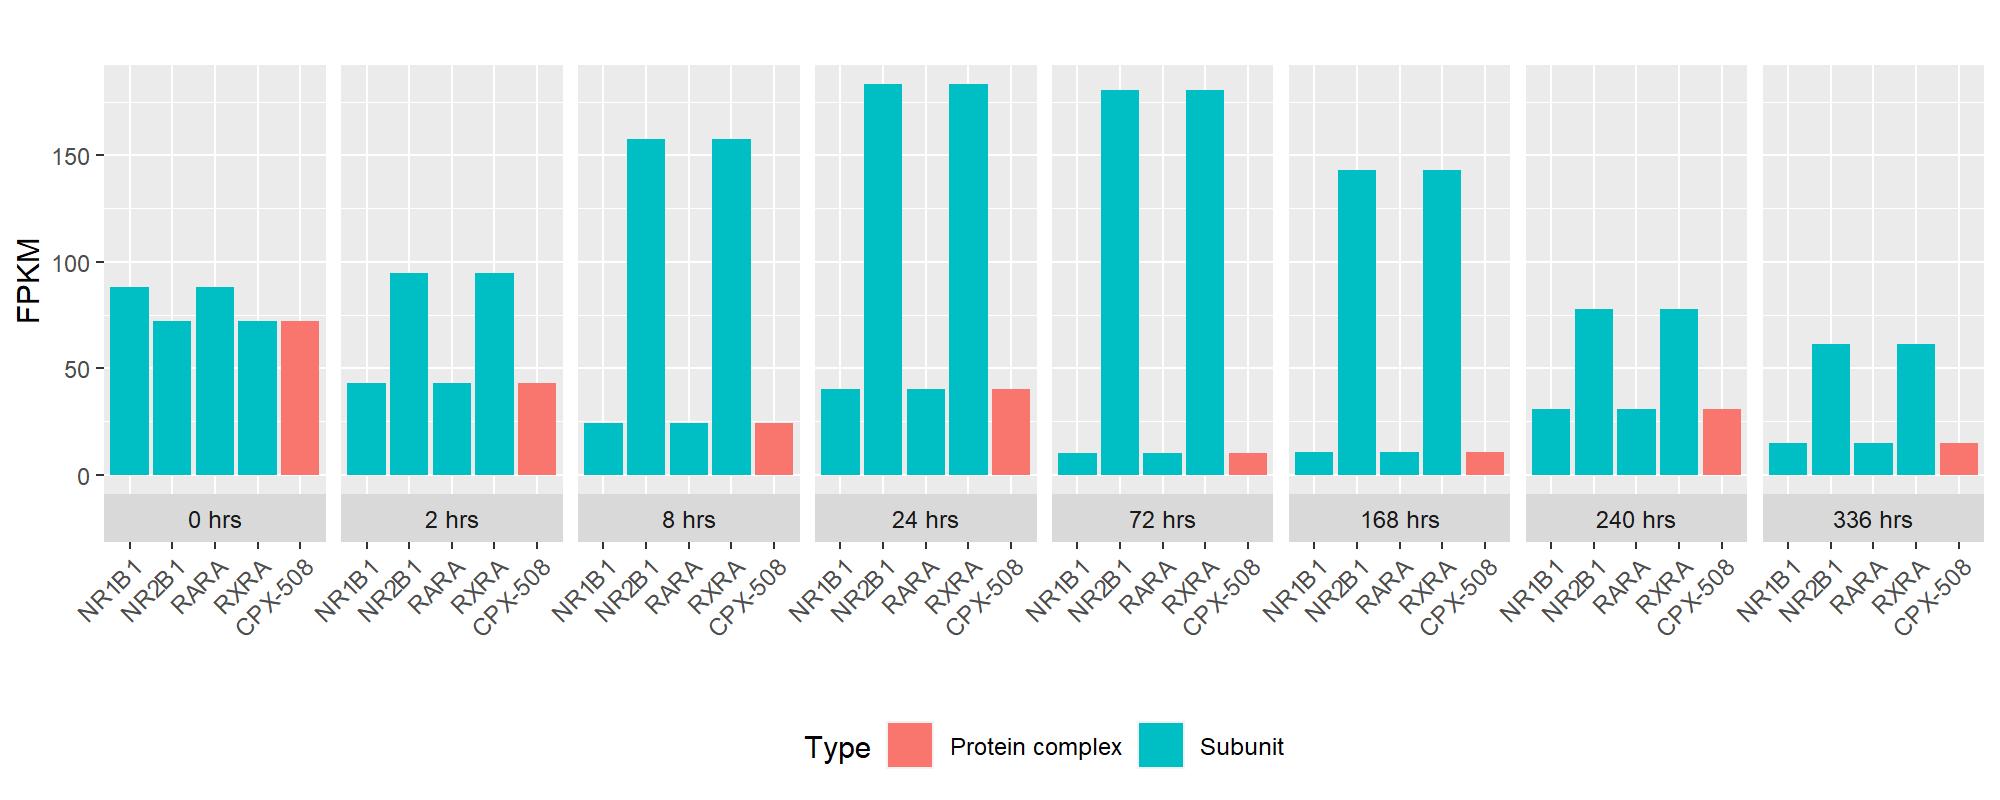 FPKM
150
100
50
0
0 hrs 2 hrs 8 hrs 24 hrs 72 hrs 168 hrs 240 hrs 336 hrs
NR1B1 NR2B1 RARA RXRA CPX-508 NR1B1 NR2B1 RARA RXRA CPX-508 NR1B1 NR2B1 RARA RXRA CPX-508 NR1B1 NR2B1 RARA RXRA CPX-508 NR1B1 NR2B1 RARA RXRA CPX-508 NR1B1 NR2B1 RARA RXRA CPX-508 NR1B1 NR2B1 RARA RXRA CPX-508 NR1B1 NR2B1 RARA RXRA CPX-508
Type Protein complex Subunit